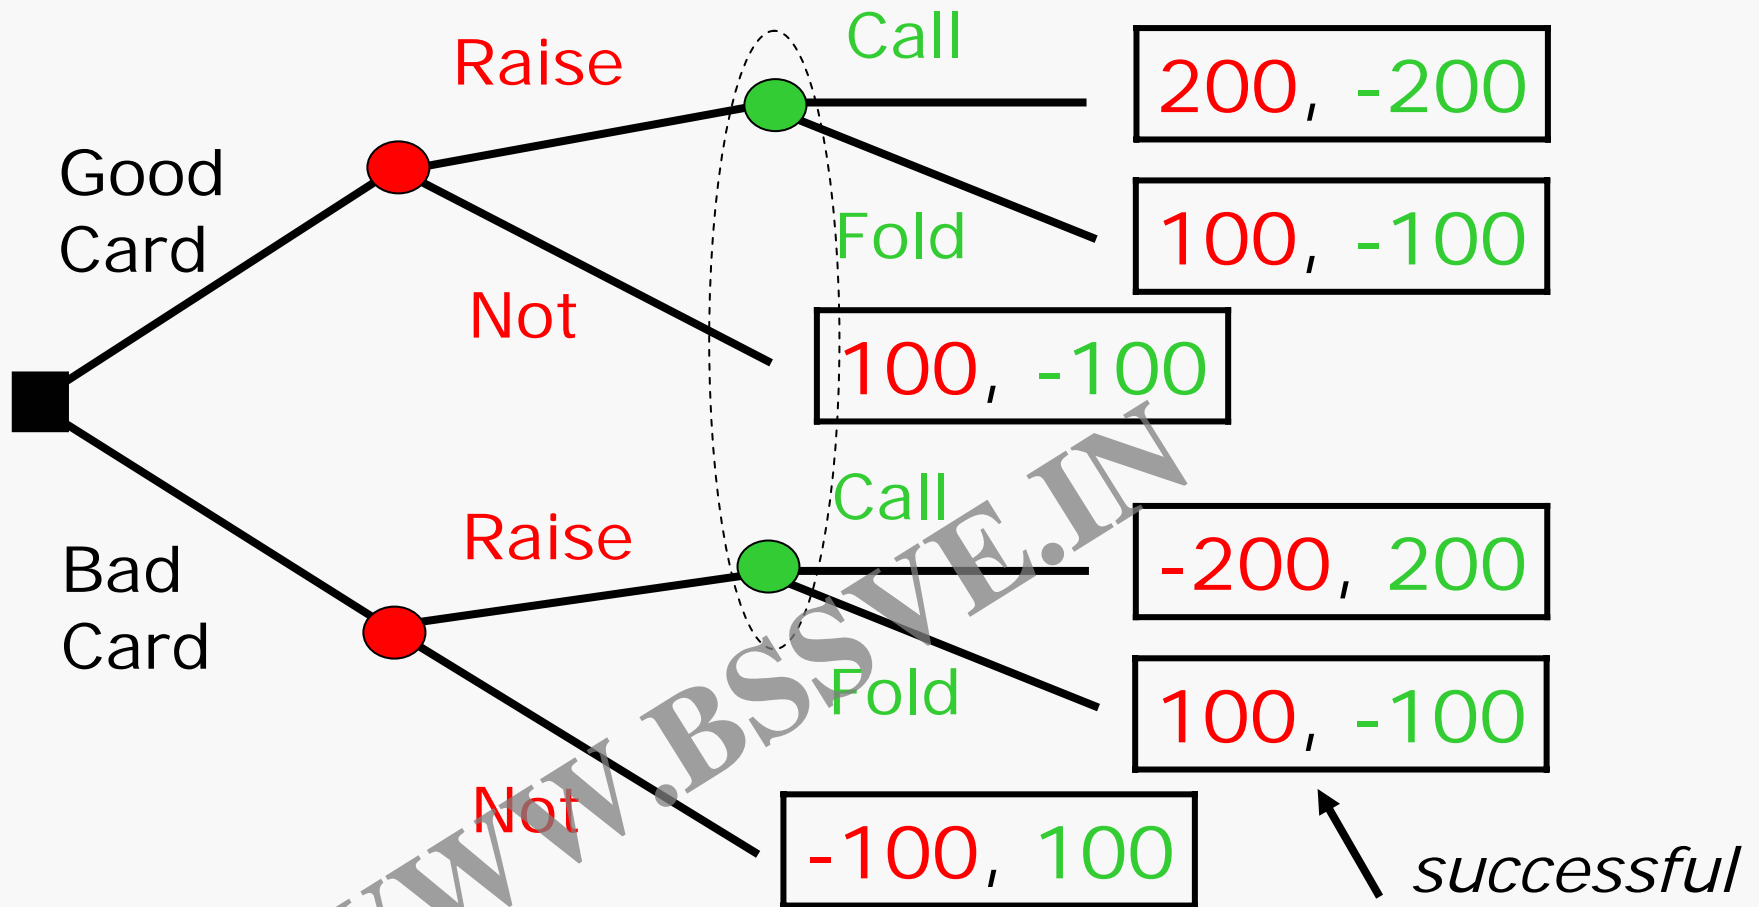 Call
Raise
200, -200
Good
Card
100, -100
Fold
Not
100, -100
Call
Raise
-200, 200
Bad
Card
Fold
100, -100
Not
-100, 100
successful
WWW.BSSVE.IN